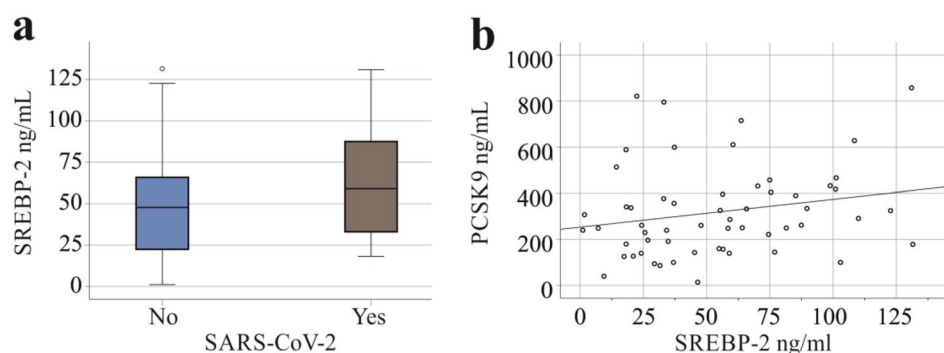 a
SREBP-2 ng/mL
125
100
75
50
25
0
No Yes
SARS-CoV-2
b
PCSK9 ng/mL
1000
800
600
400
200
0
0 25 50 75 100 125
SREBP-2 ng/ml